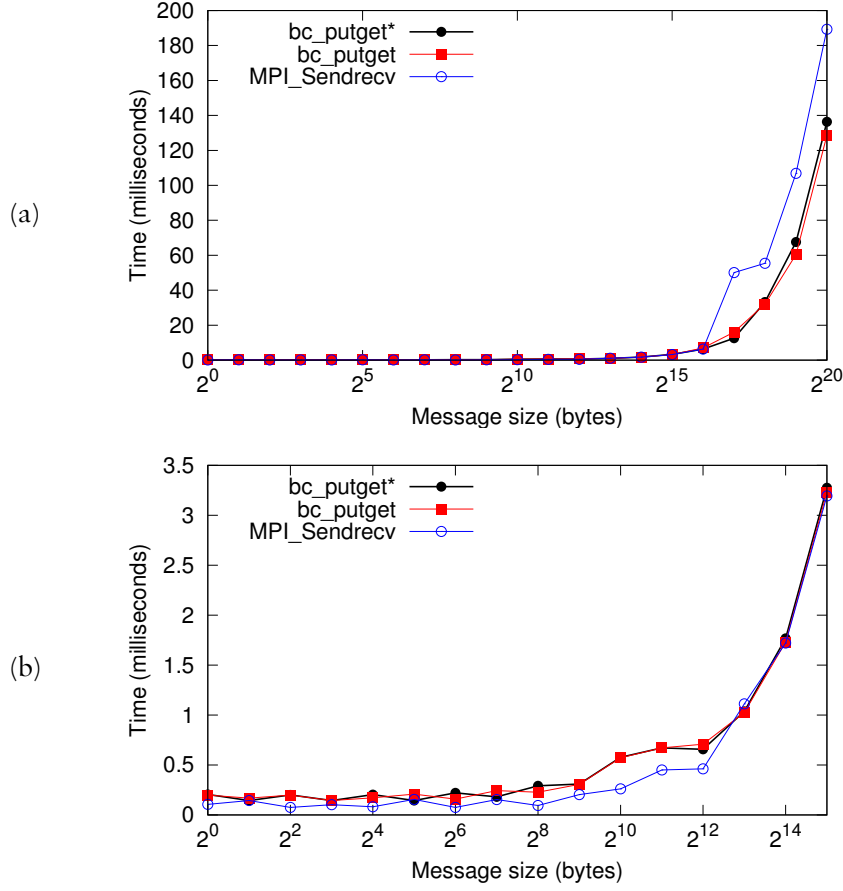 (a)
Time (milliseconds)
200
180
160
140
120
100
80
60
40
20
0
bc_putget*
bc_putget
MPI_Sendrecv
2^0 2^5 2^10 2^15 2^20
Message size (bytes)
(b)
Time (milliseconds)
3.5
3
2.5
2
1.5
1
0.5
0
bc_putget*
bc_putget
MPI_Sendrecv
2^0 2^2 2^4 2^6 2^8 2^10 2^12 2^14
Message size (bytes)